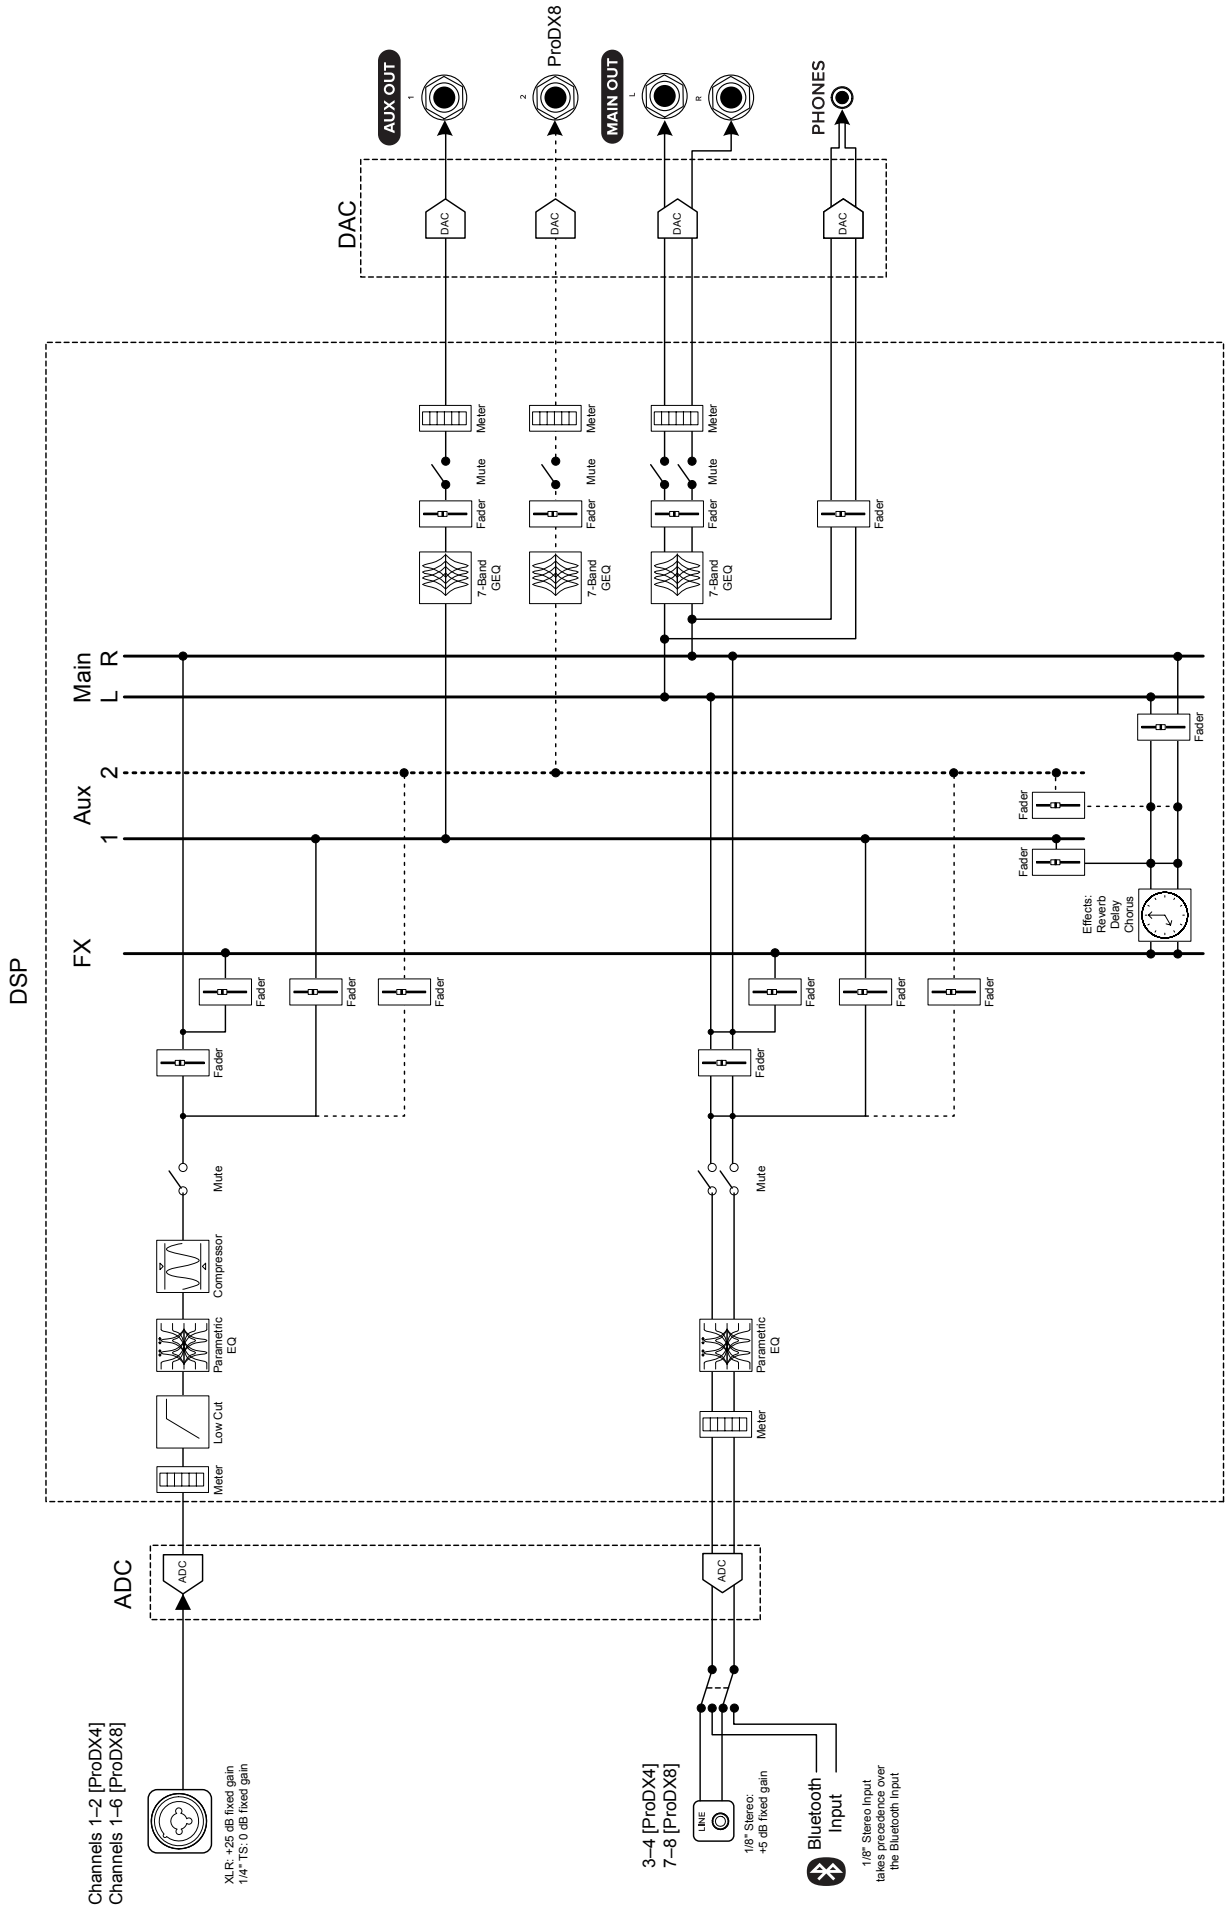 Channels 1–2 [ProDX4]
Channels 1–6 [ProDX8]
XLR: +25 dB fixed gain
1/4" TS: 0 dB fixed gain
3–4 [ProDX4]
7–8 [ProDX8]
LINE
1/8" Stereo:
+5 dB fixed gain
Bluetooth
Input
1/8" Stereo Input
takes precedence over
the Bluetooth Input
ADC
ADC
ADC
DSP
Meter
Low Cut
Parametric
EQ
Compressor
Mute
Fader
Fader
Fader
Fader
Meter
Parametric
EQ
Mute
Fader
Fader
Fader
Fader
FX
Aux
1
2
Main
L
R
Effects:
Reverb
Delay
Chorus
Fader
Fader
Fader
7-Band
GEQ
Fader
Mute
Meter
7-Band
GEQ
Fader
Mute
Meter
7-Band
GEQ
Fader
Mute
Meter
Fader
DAC
DAC
DAC
DAC
DAC
AUX OUT
1
2
ProDX8
MAIN OUT
L
R
PHONES